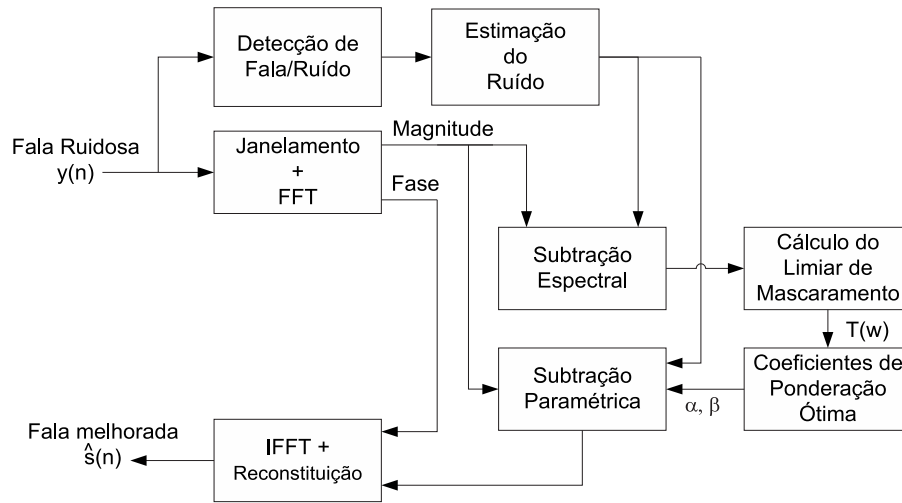 Detecção de
Fala/Ruído
Estimação
do
Ruído
Fala Ruidosa
y(n)
Janelamento
+
FFT
Magnitude
Fase
Subtração
Espectral
Cálculo do
Limiar de
Mascaramento
T(w)
Subtração
Paramétrica
α, β
Coeficientes de
Ponderação
Ótima
Fala melhorada
ŝ(n)
IFFT +
Reconstituição